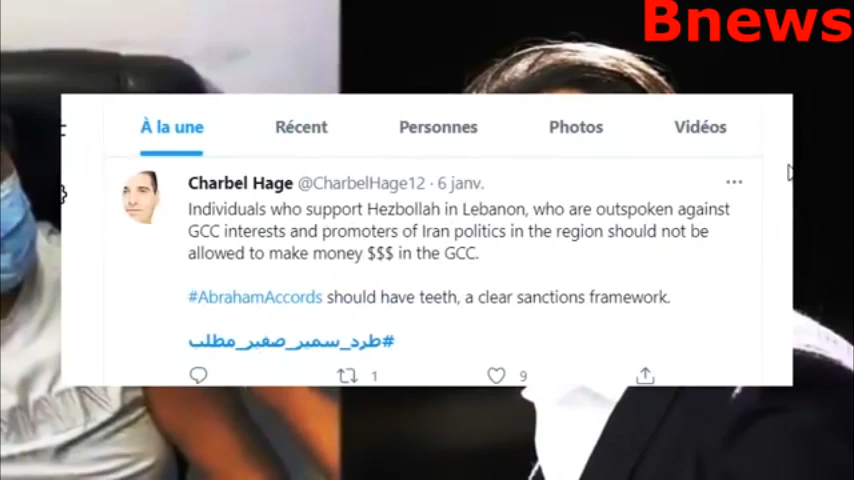 Bnews
À la une Récent Personnes Photos Vidéos
Charbel Hage @CharbelHage12 · 6 janv.
Individuals who support Hezbollah in Lebanon, who are outspoken against
GCC interests and promoters of Iran politics in the region should not be
allowed to make money $$$ in the GCC.
#AbrahamAccords should have teeth, a clear sanctions framework.
#طرد_سمير_صفير_مطلب
1 9